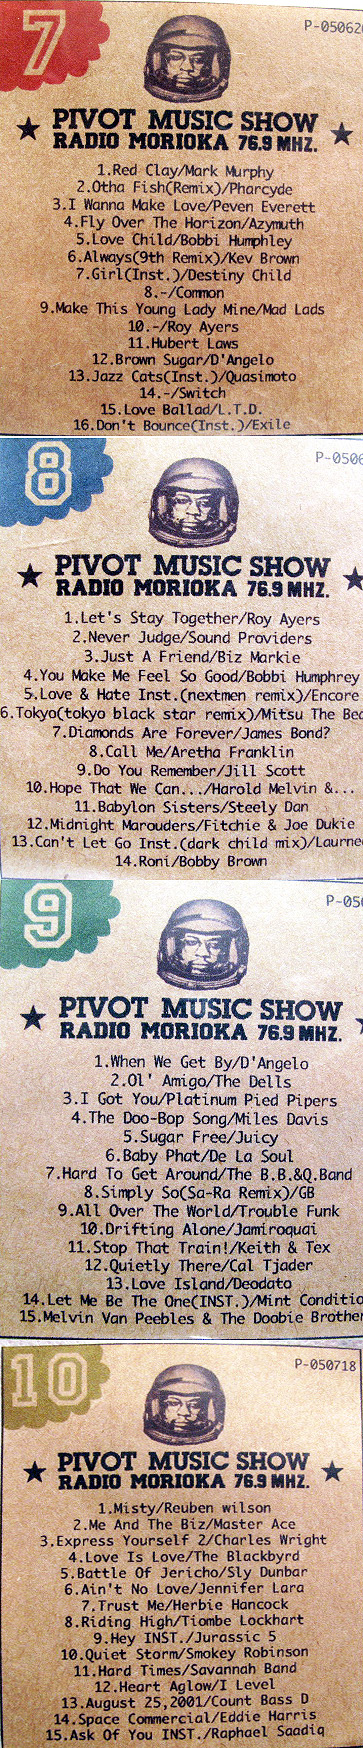 7
P-05062
PIVOT MUSIC SHOW
RADIO MORIOKA 76.9 MHZ.
1.Red Clay/Mark Murphy
2.Otha Fish(Remix)/Pharcyde
3.I Wanna Make Love/Peven Everett
4.Fly Over The Horizon/Azymuth
5.Love Child/Bobbi Humphley
6.Always(9th Remix)/Kev Brown
7.Girl(Inst.)/Destiny Child
8.-/Common
9.Make This Young Lady Mine/Mad Lads
10.-/Roy Ayers
11.Hubert Laws
12.Brown Sugar/D'Angelo
13.Jazz Cats(Inst.)/Quasimoto
14.-/Switch
15.Love Ballad/L.T.D.
16.Don't Bounce(Inst.)/Exile
8
P-0506
PIVOT MUSIC SHOW
RADIO MORIOKA 76.9 MHZ.
1.Let's Stay Together/Roy Ayers
2.Never Judge/Sound Providers
3.Just A Friend/Biz Markie
4.You Make Me Feel So Good/Bobbi Humphrey
5.Love & Hate Inst.(nextmen remix)/Encore
6.Tokyo(tokyo black star remix)/Mitsu The Bea
7.Diamonds Are Forever/James Bond?
8.Call Me/Aretha Franklin
9.Do You Remember/Jill Scott
10.Hope That We Can.../Harold Melvin &...
11.Babylon Sisters/Steely Dan
12.Midnight Marouders/Fitchie & Joe Dukie
13.Can't Let Go Inst.(dark child mix)/Laurne
14.Roni/Bobby Brown
9
P-050
PIVOT MUSIC SHOW
RADIO MORIOKA 76.9 MHZ.
1.When We Get By/D'Angelo
2.Ol' Amigo/The Dells
3.I Got You/Platinum Pied Pipers
4.The Doo-Bop Song/Miles Davis
5.Sugar Free/Juicy
6.Baby Phat/De La Soul
7.Hard To Get Around/The B.B.&Q.Band
8.Simply So(Sa-Ra Remix)/GB
9.All Over The World/Trouble Funk
10.Drifting Alone/Jamiroquai
11.Stop That Train!/Keith & Tex
12.Quietly There/Cal Tjader
13.Love Island/Deodato
14.Let Me Be The One(INST.)/Mint Conditio
15.Melvin Van Peebles & The Doobie Brother
10
P-050718
PIVOT MUSIC SHOW
RADIO MORIOKA 76.9 MHZ.
1.Misty/Reuben wilson
2.Me And The Biz/Master Ace
3.Express Yourself 2/Charles Wright
4.Love Is Love/The Blackbyrd
5.Battle Of Jericho/Sly Dunbar
6.Ain't No Love/Jennifer Lara
7.Trust Me/Herbie Hancock
8.Riding High/Tiombe Lockhart
9.Hey INST./Jurassic 5
10.Quiet Storm/Smokey Robinson
11.Hard Times/Savannah Band
12.Heart Aglow/I Level
13.August 25,2001/Count Bass D
14.Space Commercial/Eddie Harris
15.Ask Of You INST./Raphael Saadiq